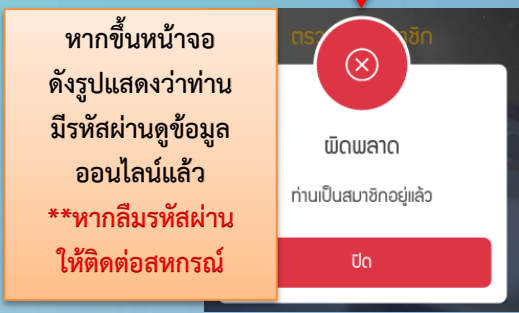 หากขึ้นหน้าจอ
ดังรูปแสดงว่าท่าน
มีรหัสผ่านดูข้อมูล
ออนไลน์แล้ว
**หากลืมรหัสผ่าน
ให้ติดต่อสหกรณ์
ผิดพลาด
ท่านเป็นสมาชิกอยู่แล้ว
ปิด